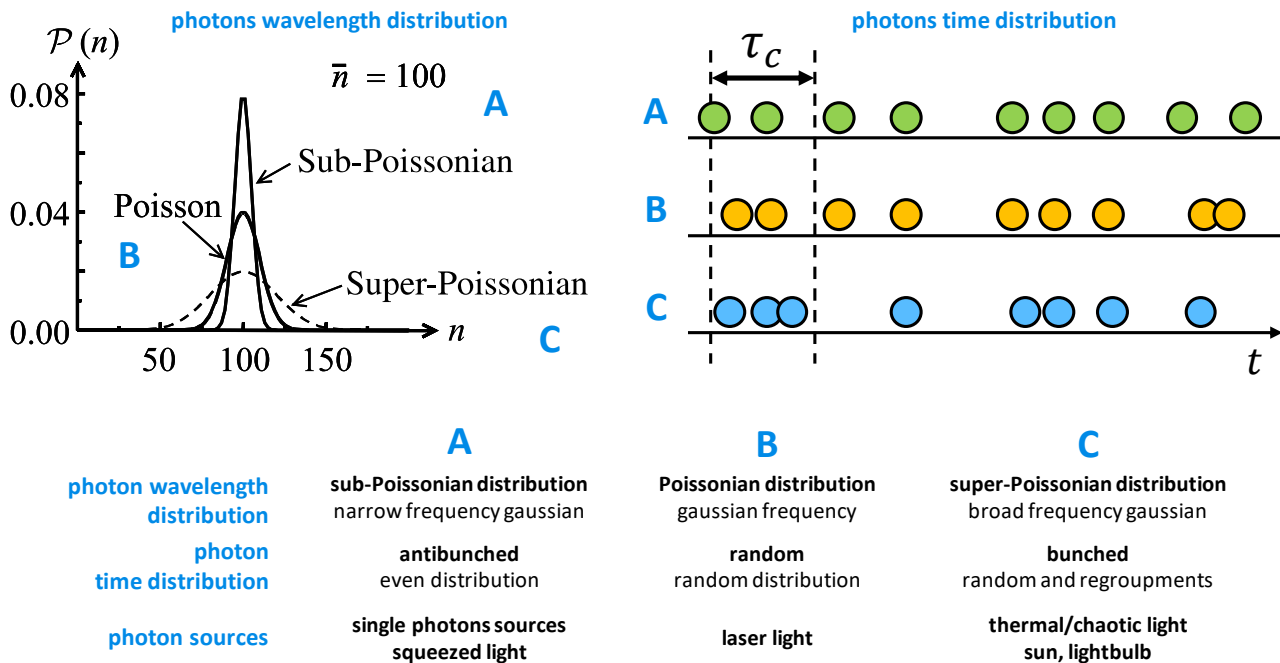 photons wavelength distribution
photons time distribution
𝒫(n)
n̄ = 100
0.08
A
Sub-Poissonian
0.04
Poisson
B
Super-Poissonian
0.00
n
C
50 100 150
τc
A
B
C
t
A B C
photon wavelength distribution
sub-Poissonian distribution
narrow frequency gaussian
Poissonian distribution
gaussian frequency
super-Poissonian distribution
broad frequency gaussian
photon
time distribution
antibunched
even distribution
random
random distribution
bunched
random and regroupments
photon sources
single photons sources
squeezed light
laser light
thermal/chaotic light
sun, lightbulb